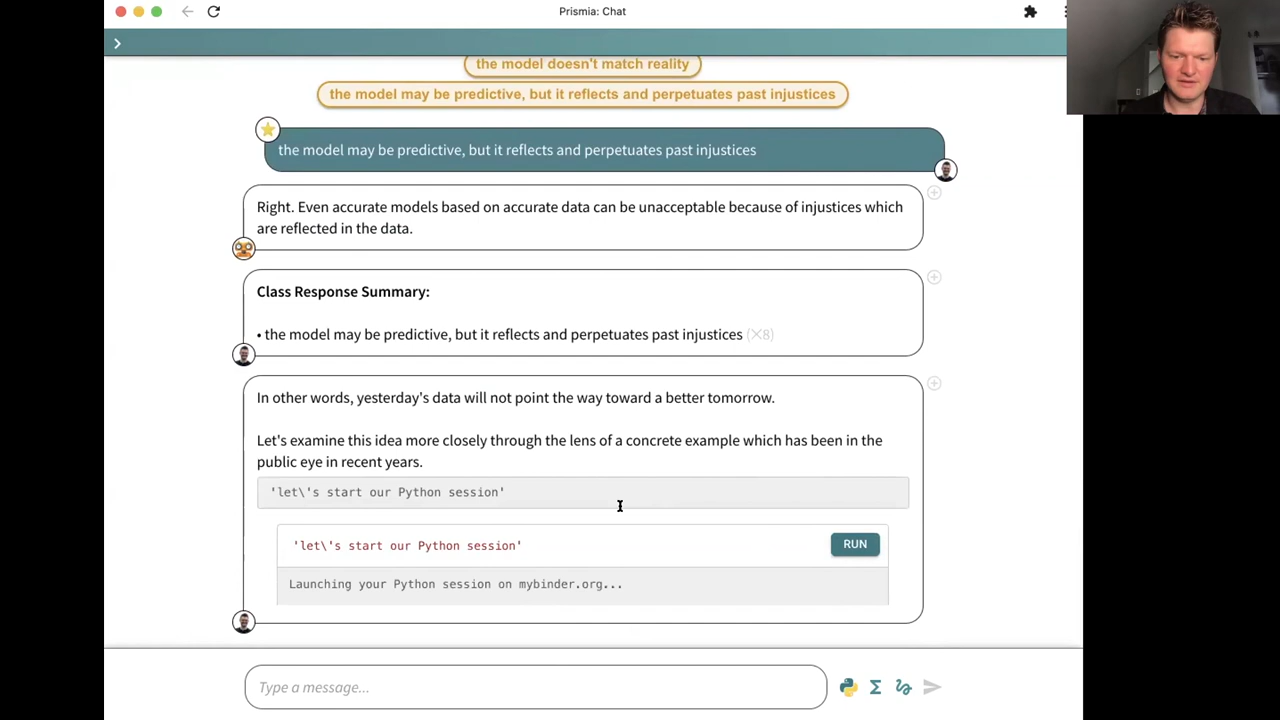 Prismia: Chat
the model doesn't match reality
the model may be predictive, but it reflects and perpetuates past injustices
the model may be predictive, but it reflects and perpetuates past injustices
Right. Even accurate models based on accurate data can be unacceptable because of injustices which
are reflected in the data.
Class Response Summary:
• the model may be predictive, but it reflects and perpetuates past injustices (×8)
In other words, yesterday's data will not point the way toward a better tomorrow.
Let's examine this idea more closely through the lens of a concrete example which has been in the
public eye in recent years.
'let\'s start our Python session'
'let\'s start our Python session'
RUN
Launching your Python session on mybinder.org...
Type a message...